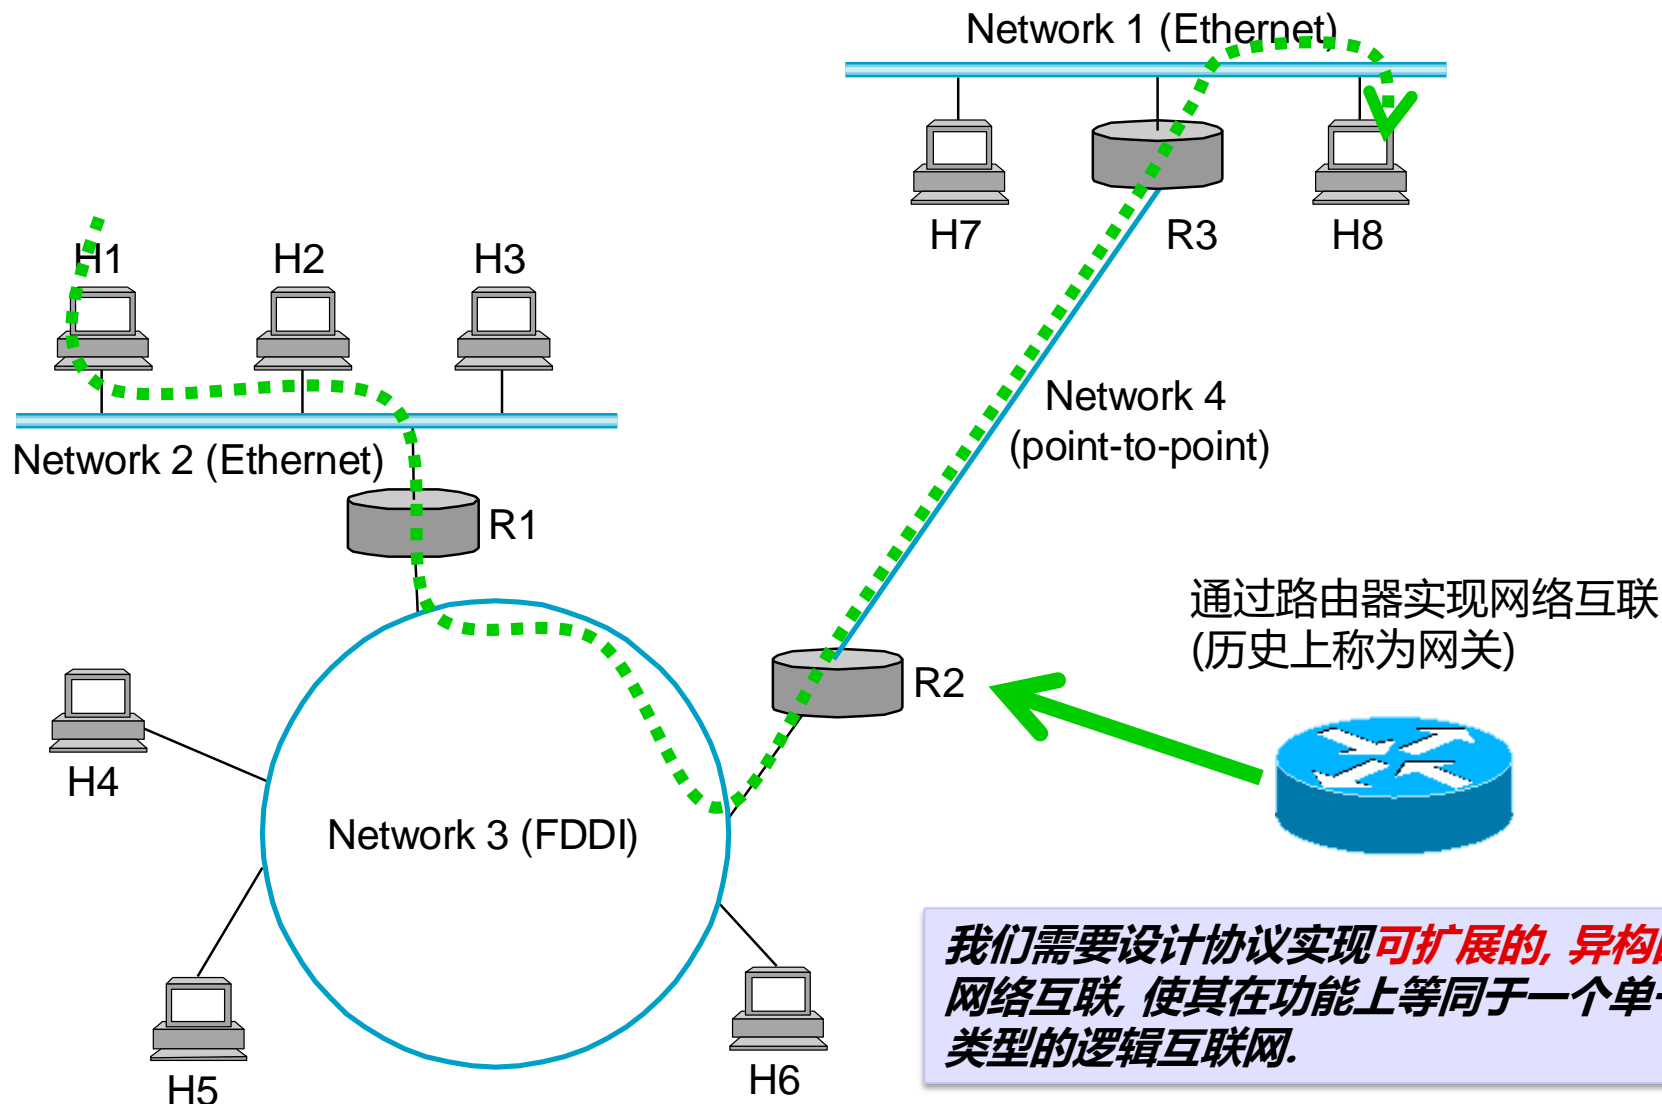 Network 1 (Ethernet)
H7
R3
H8
H1
H2
H3
Network 2 (Ethernet)
R1
Network 4
(point-to-point)
通过路由器实现网络互联
(历史上称为网关)
R2
H4
Network 3 (FDDI)
H5
H6
我们需要设计协议实现可扩展的, 异构
网络互联, 使其在功能上等同于一个单
类型的逻辑互联网.